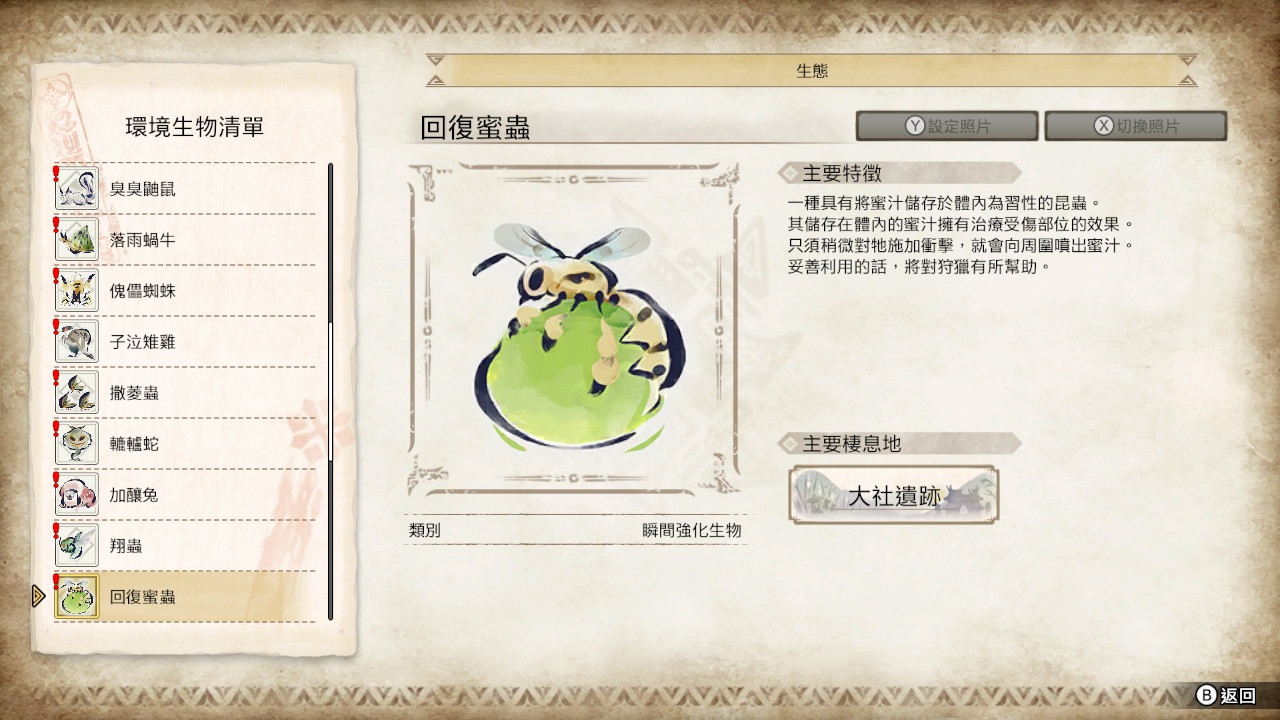 生態
環境生物清單
臭臭鼬鼠
落雨蝸牛
傀儡蜘蛛
子泣雉雞
撒菱蟲
轆轤蛇
加釀兔
翔蟲
回復蜜蟲
回復蜜蟲
Y設定照片
X切換照片
類別
瞬間強化生物
主要特徵
一種具有將蜜汁儲存於體內為習性的昆蟲。
其儲存在體內的蜜汁擁有治療受傷部位的效果。
只須稍微對牠施加衝擊，就會向周圍噴出蜜汁。
妥善利用的話，將對狩獵有所幫助。
主要棲息地
大社遺跡
B返回